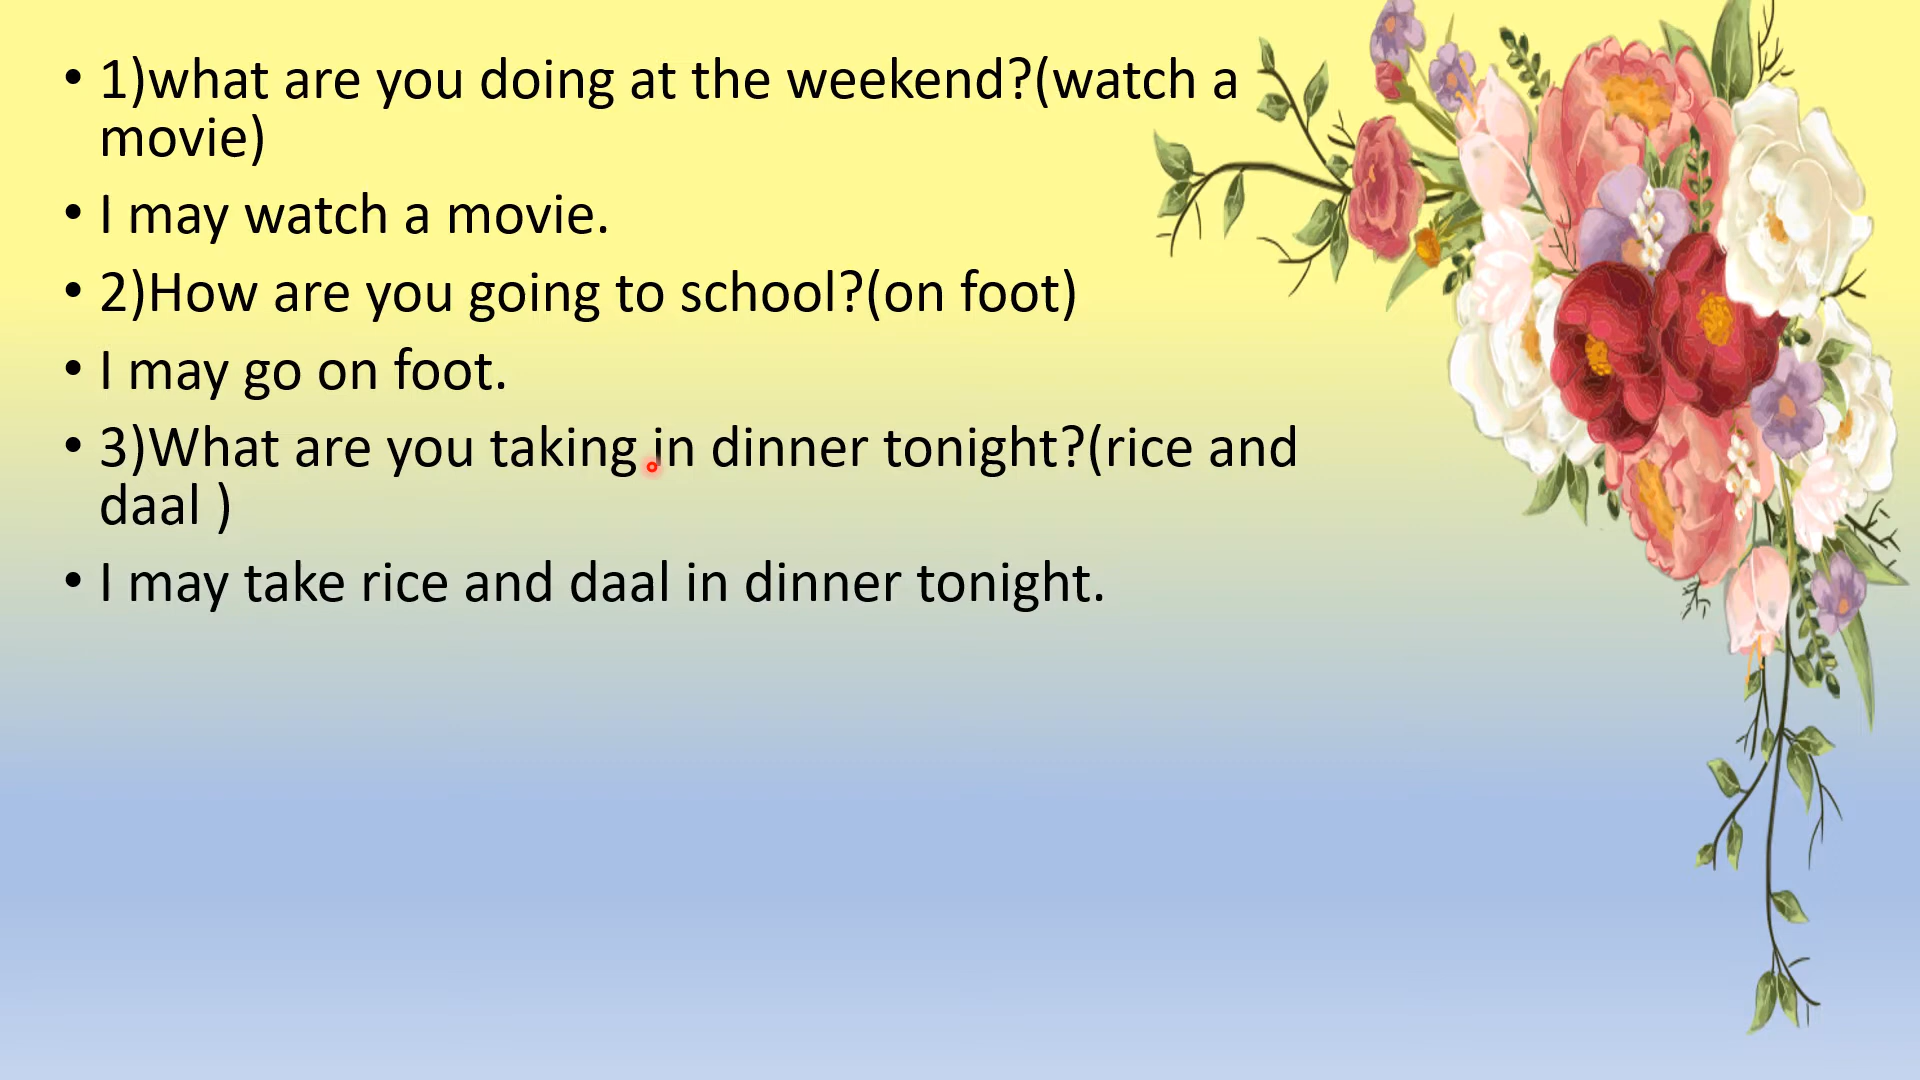 • 1)what are you doing at the weekend?(watch a
movie)
• I may watch a movie.
• 2)How are you going to school?(on foot)
• I may go on foot.
• 3)What are you taking in dinner tonight?(rice and
daal )
• I may take rice and daal in dinner tonight.